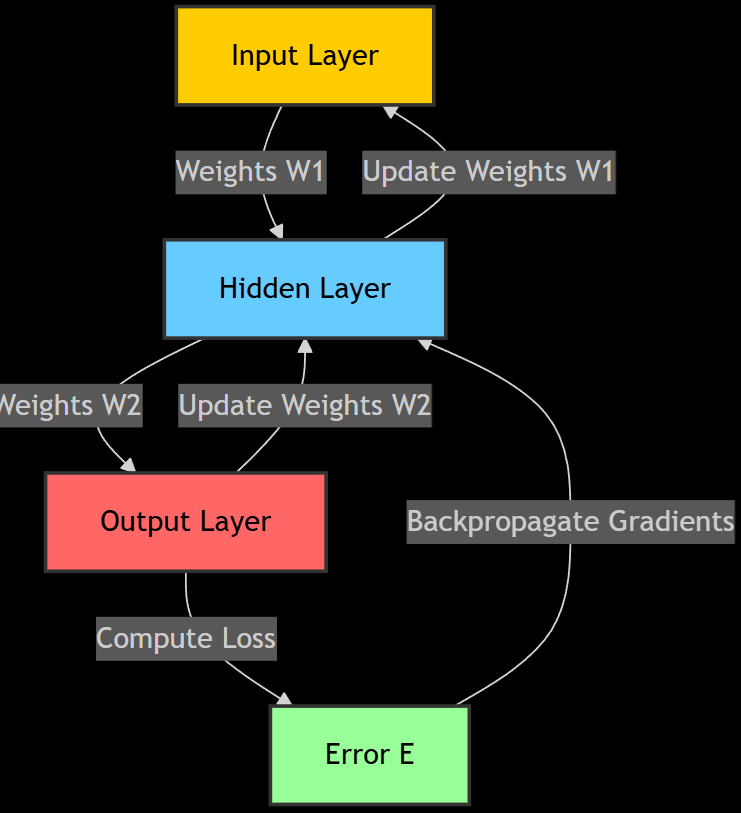 Input Layer
Weights W1
Update Weights W1
Hidden Layer
Weights W2
Update Weights W2
Output Layer
Backpropagate Gradients
Compute Loss
Error E